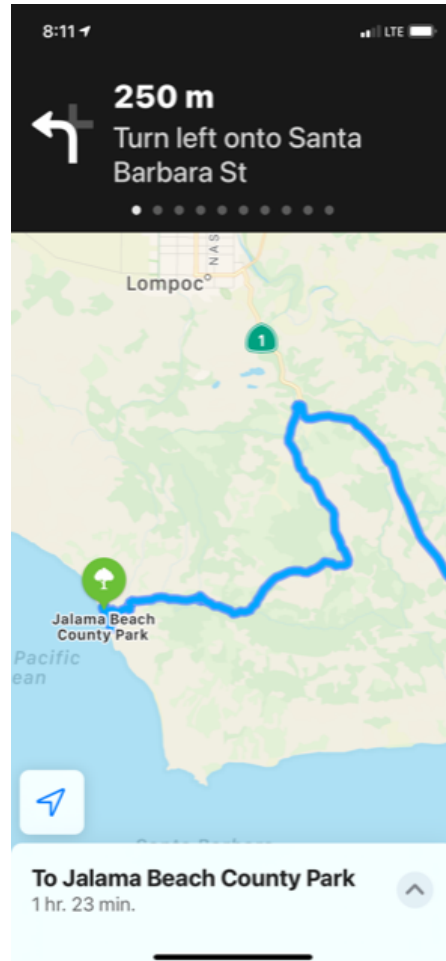 8:11
LTE
250 m
Turn left onto Santa
Barbara St
NAS
Lompoc
1
Jalama Beach
County Park
Pacific
ean
To Jalama Beach County Park
1 hr. 23 min.